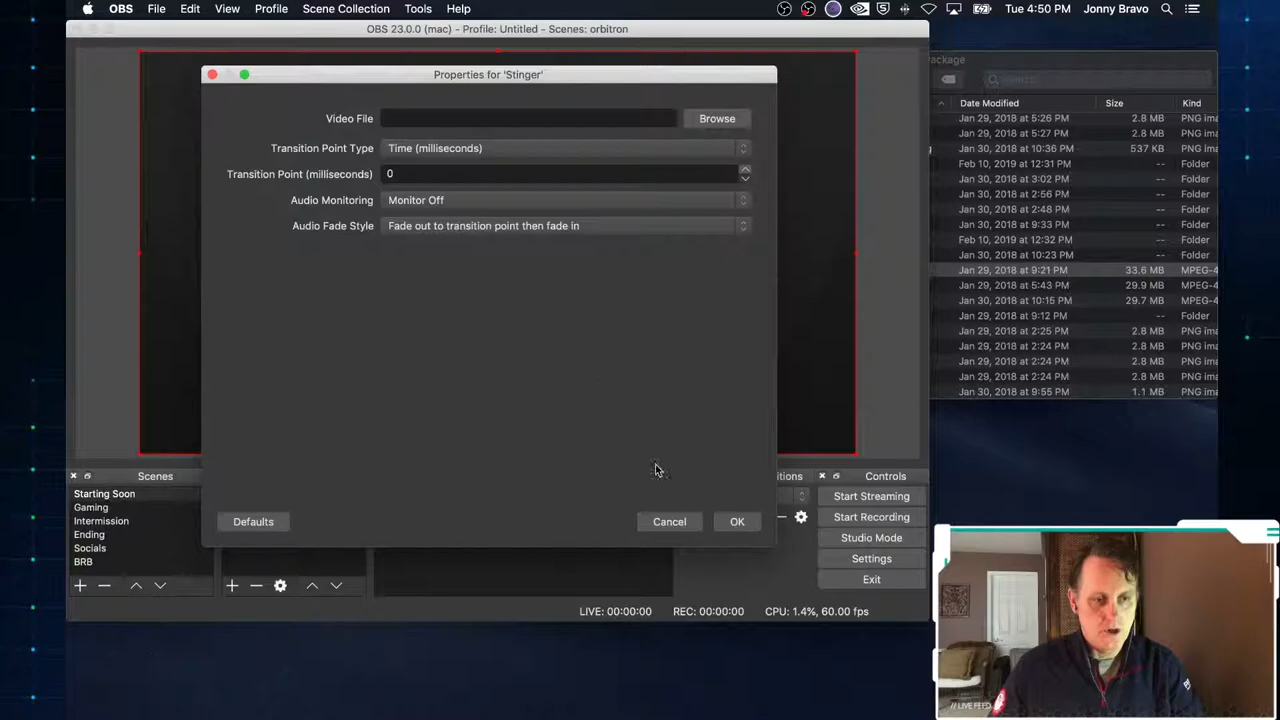 OBS File Edit View Profile Scene Collection Tools Help
Tue 4:50 PM Jonny Bravo
OBS 23.0.0 (mac) - Profile: Untitled - Scenes: orbitron
Properties for 'Stinger'
Video File
Browse
Transition Point Type
Time (milliseconds)
Transition Point (milliseconds)
0
Audio Monitoring
Monitor Off
Audio Fade Style
Fade out to transition point then fade in
Defaults
Cancel
OK
Package
Date Modified Size Kind
Jan 29, 2018 at 5:26 PM 2.8 MB PNG ima
Jan 29, 2018 at 5:27 PM 2.8 MB PNG ima
Jan 30, 2018 at 10:36 PM 537 KB PNG ima
Feb 10, 2019 at 12:31 PM -- Folder
Jan 30, 2018 at 3:02 PM -- Folder
Jan 30, 2018 at 2:56 PM -- Folder
Jan 30, 2018 at 2:48 PM -- Folder
Jan 30, 2018 at 9:33 PM -- Folder
Feb 10, 2019 at 12:32 PM -- Folder
Jan 30, 2018 at 10:23 PM -- Folder
Jan 29, 2018 at 9:21 PM 33.6 MB MPEG-4
Jan 29, 2018 at 5:43 PM 29.9 MB MPEG-4
Jan 30, 2018 at 10:15 PM 29.7 MB MPEG-4
Jan 29, 2018 at 9:12 PM -- Folder
Jan 29, 2018 at 2:25 PM 2.8 MB PNG ima
Jan 29, 2018 at 2:24 PM 2.8 MB PNG ima
Jan 29, 2018 at 2:24 PM 2.8 MB PNG ima
Jan 29, 2018 at 2:24 PM 2.8 MB PNG ima
Jan 30, 2018 at 9:55 PM 1.1 MB PNG ima
Scenes
Starting Soon
Gaming
Intermission
Ending
Socials
BRB
itions
Controls
Start Streaming
Start Recording
Studio Mode
Settings
Exit
LIVE: 00:00:00 REC: 00:00:00 CPU: 1.4%, 60.00 fps
// LIVE FEED